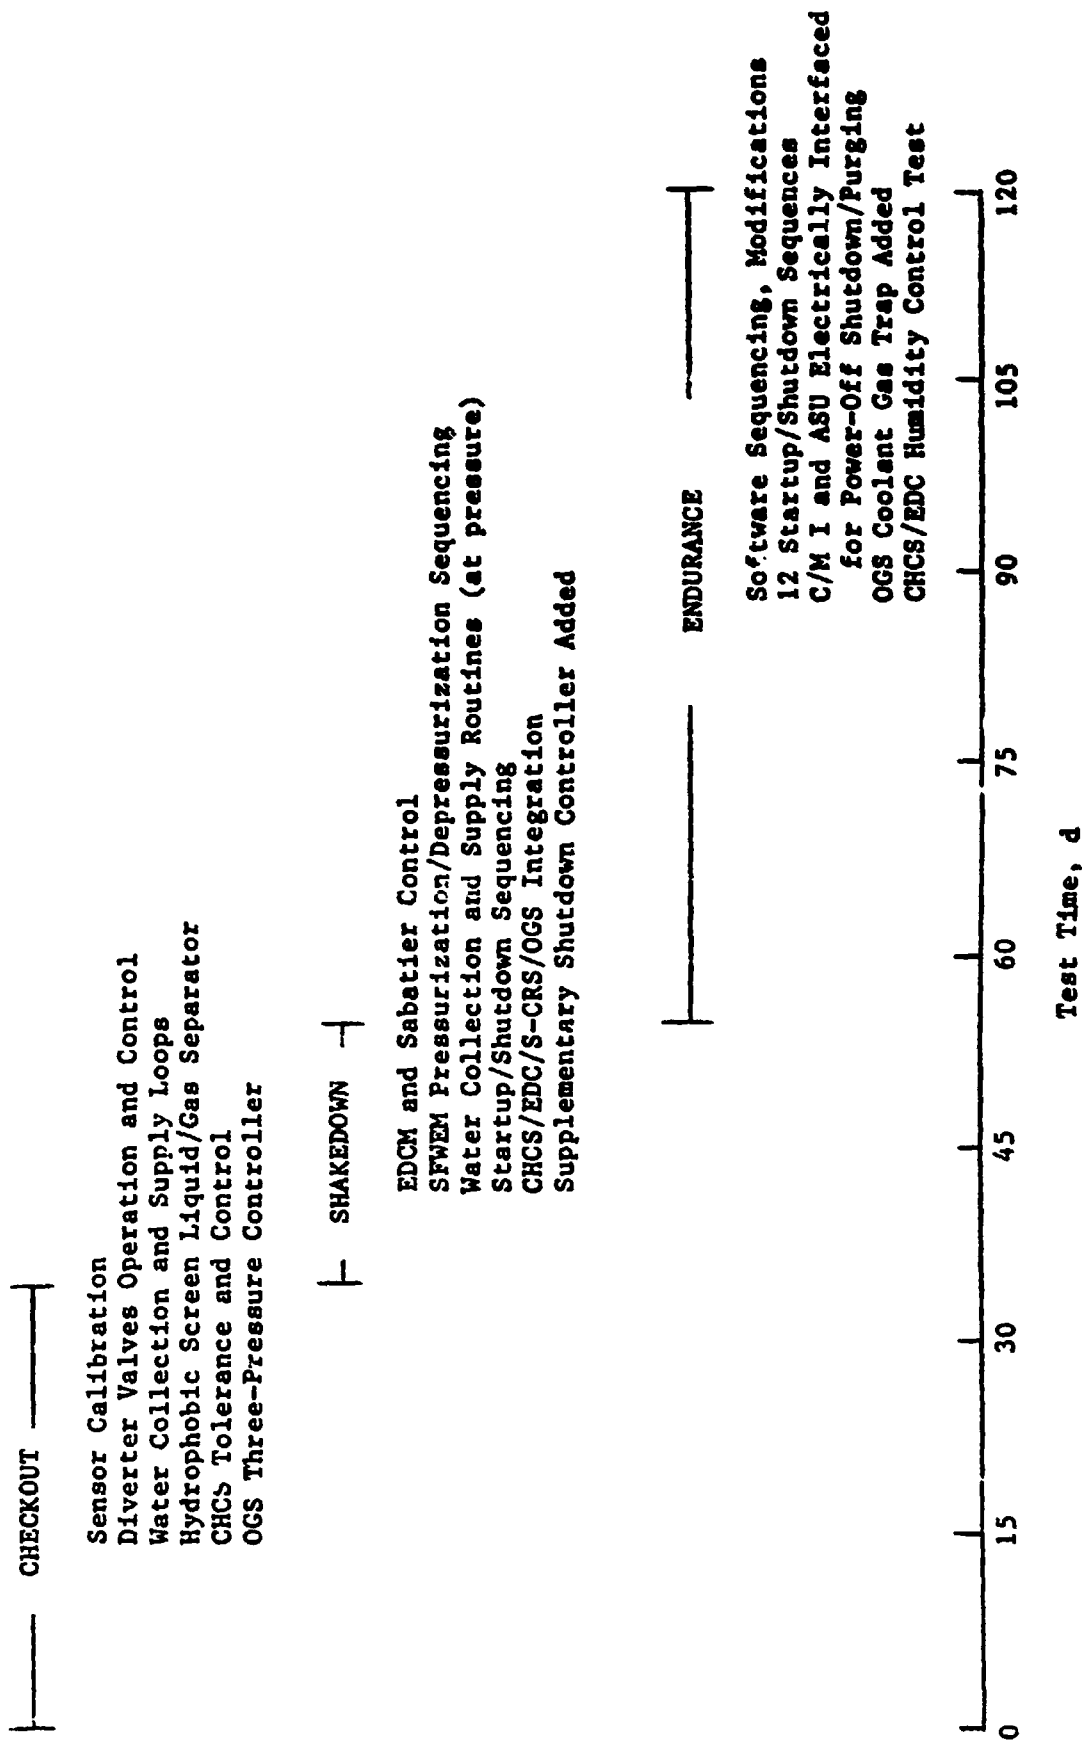 CHECKOUT
Sensor Calibration
Diverter Valves Operation and Control
Water Collection and Supply Loops
Hydrophobic Screen Liquid/Gas Separator
CHCS Tolerance and Control
OGS Three-Pressure Controller
SHAKEDOWN
EDCM and Sabatier Control
SFWEM Pressurization/Depressurization Sequencing
Water Collection and Supply Routines (at pressure)
Startup/Shutdown Sequencing
CHCS/EDC/S-CRS/OGS Integration
Supplementary Shutdown Controller Added
ENDURANCE
Software Sequencing, Modifications
12 Startup/Shutdown Sequences
C/M I and ASU Electrically Interfaced
for Power-Off Shutdown/Purging
OGS Coolant Gas Trap Added
CHCS/EDC Humidity Control Test
0 15 30 45 60 75 90 105 120
Test Time, d